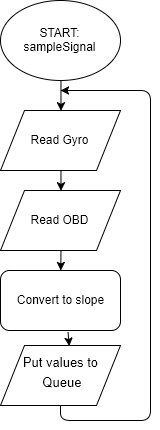 START:
sampleSignal
Read Gyro
Read OBD
Convert to slope
Put values to
Queue